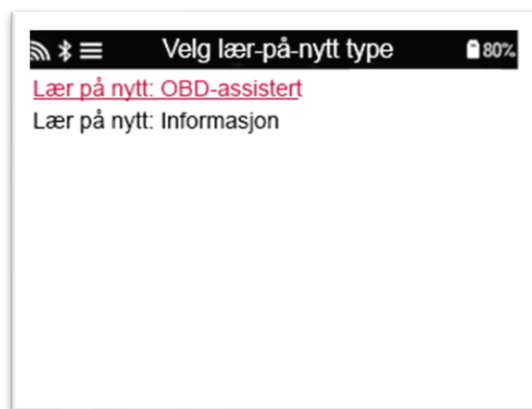 Velg lær-på-nytt type 80%
Lær på nytt: OBD-assistert
Lær på nytt: Informasjon